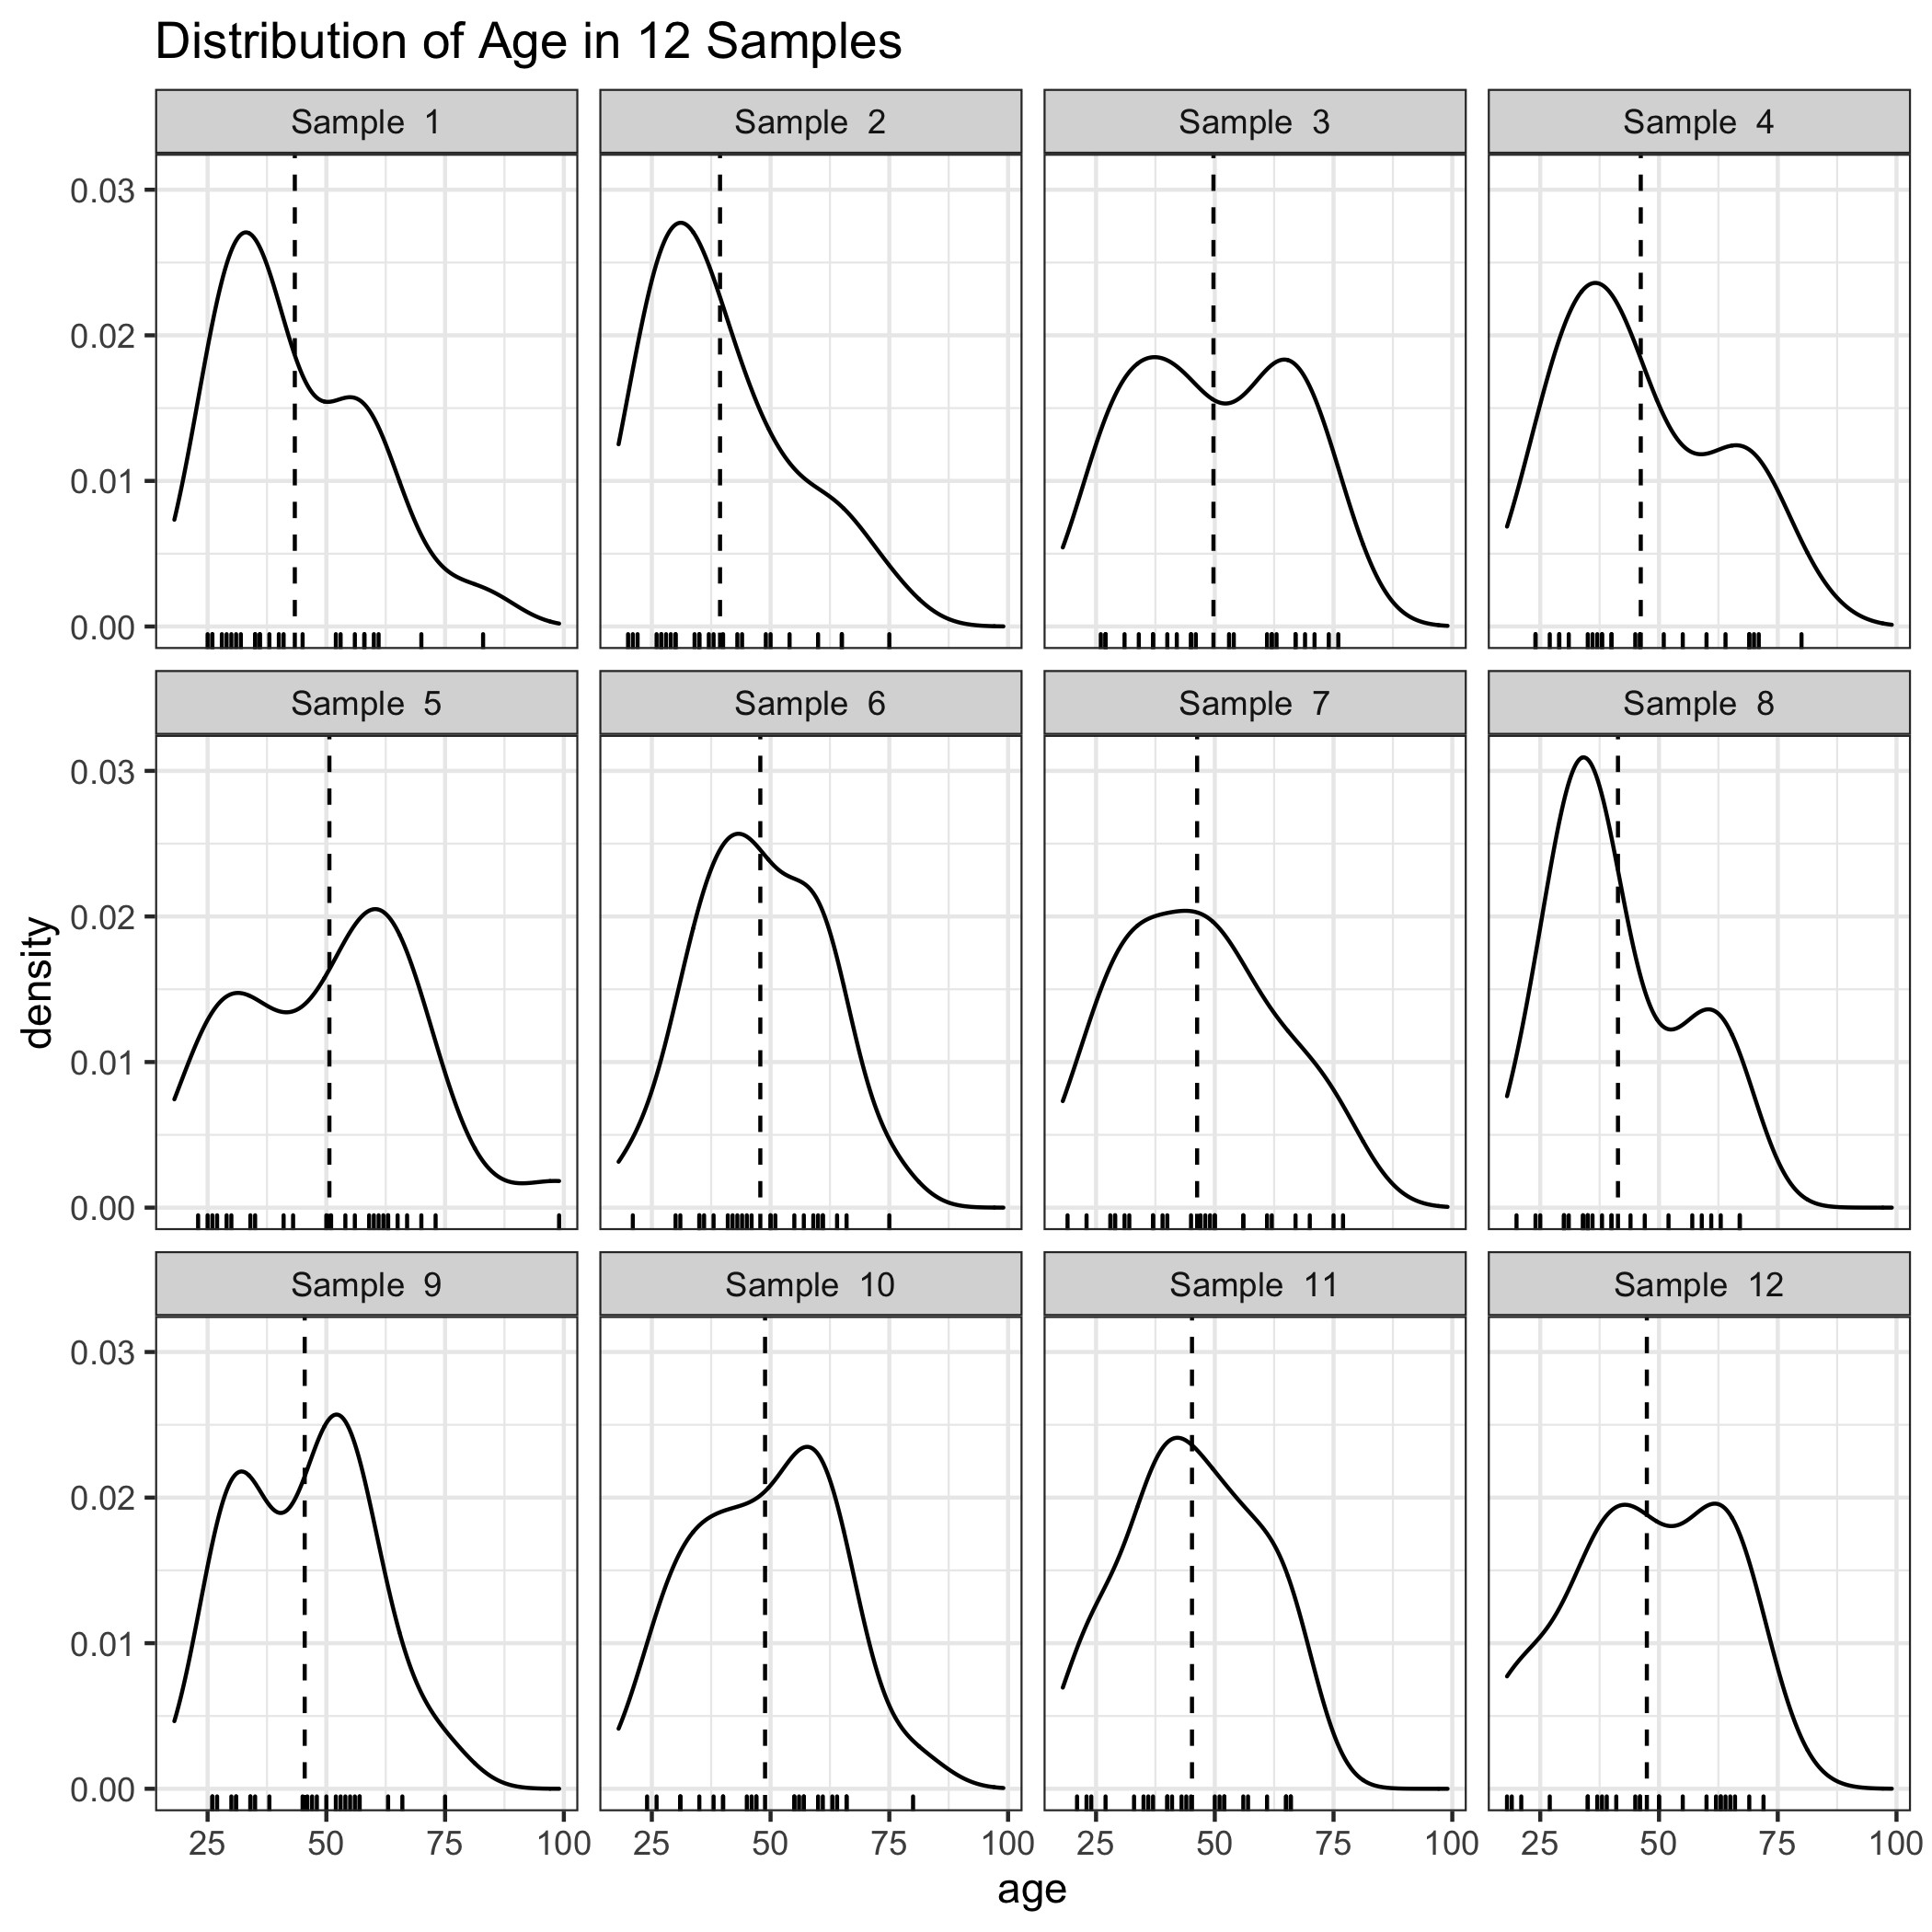 Distribution of Age in 12 Samples
Sample 1
Sample 2
Sample 3
Sample 4
0.03
0.02
0.01
0.00
Sample 5
Sample 6
Sample 7
Sample 8
0.03
0.02
0.01
0.00
density
Sample 9
Sample 10
Sample 11
Sample 12
0.03
0.02
0.01
0.00
25 50 75 100
25 50 75 100
25 50 75 100
25 50 75 100
age